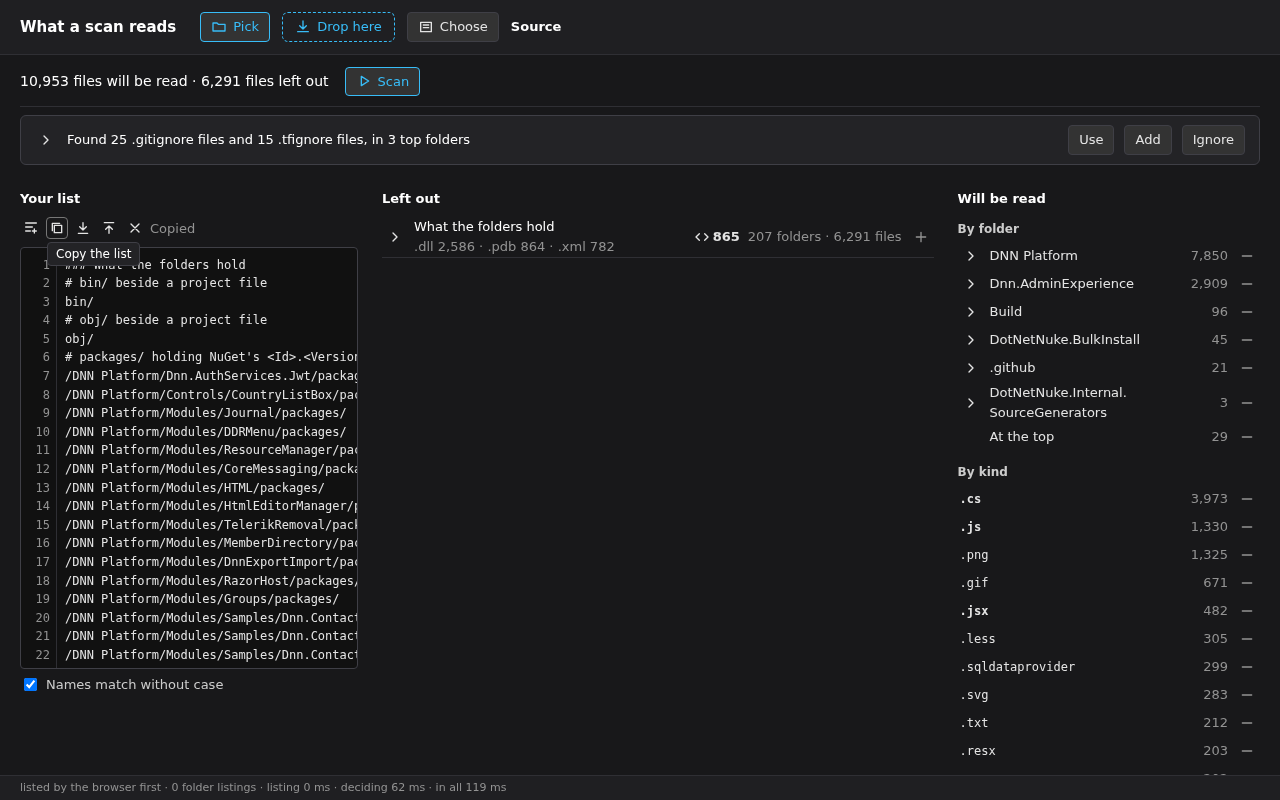 What a scan reads
Pick
Drop here
Choose
Source
10,953 files will be read · 6,291 files left out
Scan
Found 25 .gitignore files and 15 .tfignore files, in 3 top folders
Use
Add
Ignore
Your list
Copied
Copy the list
1 ### What the folders hold
2 # bin/ beside a project file
3 bin/
4 # obj/ beside a project file
5 obj/
6 # packages/ holding NuGet's <Id>.<Version
7 /DNN Platform/Dnn.AuthServices.Jwt/packag
8 /DNN Platform/Controls/CountryListBox/pac
9 /DNN Platform/Modules/Journal/packages/
10 /DNN Platform/Modules/DDRMenu/packages/
11 /DNN Platform/Modules/ResourceManager/pac
12 /DNN Platform/Modules/CoreMessaging/packa
13 /DNN Platform/Modules/HTML/packages/
14 /DNN Platform/Modules/HtmlEditorManager/p
15 /DNN Platform/Modules/TelerikRemoval/pack
16 /DNN Platform/Modules/MemberDirectory/pac
17 /DNN Platform/Modules/DnnExportImport/pac
18 /DNN Platform/Modules/RazorHost/packages/
19 /DNN Platform/Modules/Groups/packages/
20 /DNN Platform/Modules/Samples/Dnn.Contact
21 /DNN Platform/Modules/Samples/Dnn.Contact
22 /DNN Platform/Modules/Samples/Dnn.Contact
Names match without case
Left out
What the folders hold
.dll 2,586 · .pdb 864 · .xml 782
865 207 folders · 6,291 files
Will be read
By folder
DNN Platform 7,850
Dnn.AdminExperience 2,909
Build 96
DotNetNuke.BulkInstall 45
.github 21
DotNetNuke.Internal.
SourceGenerators 3
At the top 29
By kind
.cs 3,973
.js 1,330
.png 1,325
.gif 671
.jsx 482
.less 305
.sqldataprovider 299
.svg 283
.txt 212
.resx 203
listed by the browser first · 0 folder listings · listing 0 ms · deciding 62 ms · in all 119 ms